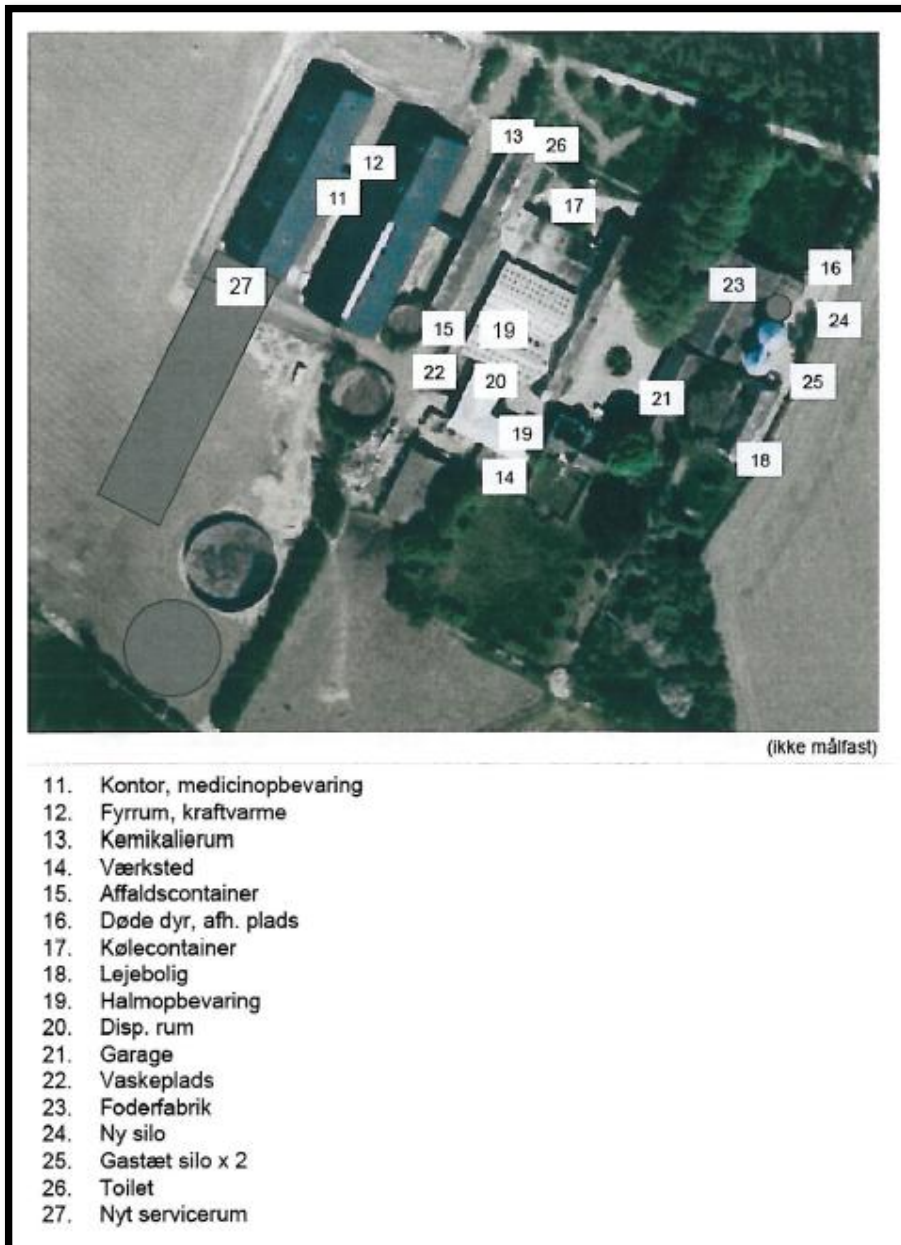 13
26
12
11
17
27
23
16
24
15
19
22
20
25
21
19
18
14
(ikke målfast)
11. Kontor, medicinopbevaring
12. Fyrrum, kraftvarme
13. Kemikalierum
14. Værksted
15. Affaldscontainer
16. Døde dyr, afh. plads
17. Kølecontainer
18. Lejebolig
19. Halmopbevaring
20. Disp. rum
21. Garage
22. Vaskeplads
23. Foderfabrik
24. Ny silo
25. Gastæt silo x 2
26. Toilet
27. Nyt servicerum